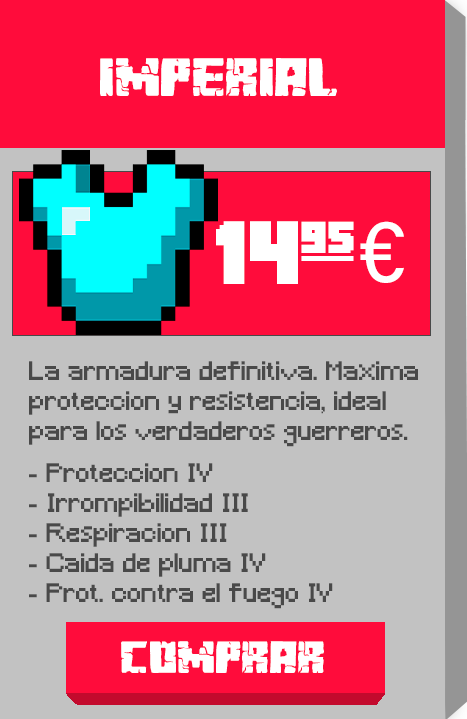 IMPERIAL
14 95 €
La armadura definitiva. Maxima
proteccion y resistencia, ideal
para los verdaderos guerreros.
- Proteccion IV
- Irrompibilidad III
- Respiracion III
- Caida de pluma IV
- Prot. contra el fuego IV
COMPRAR